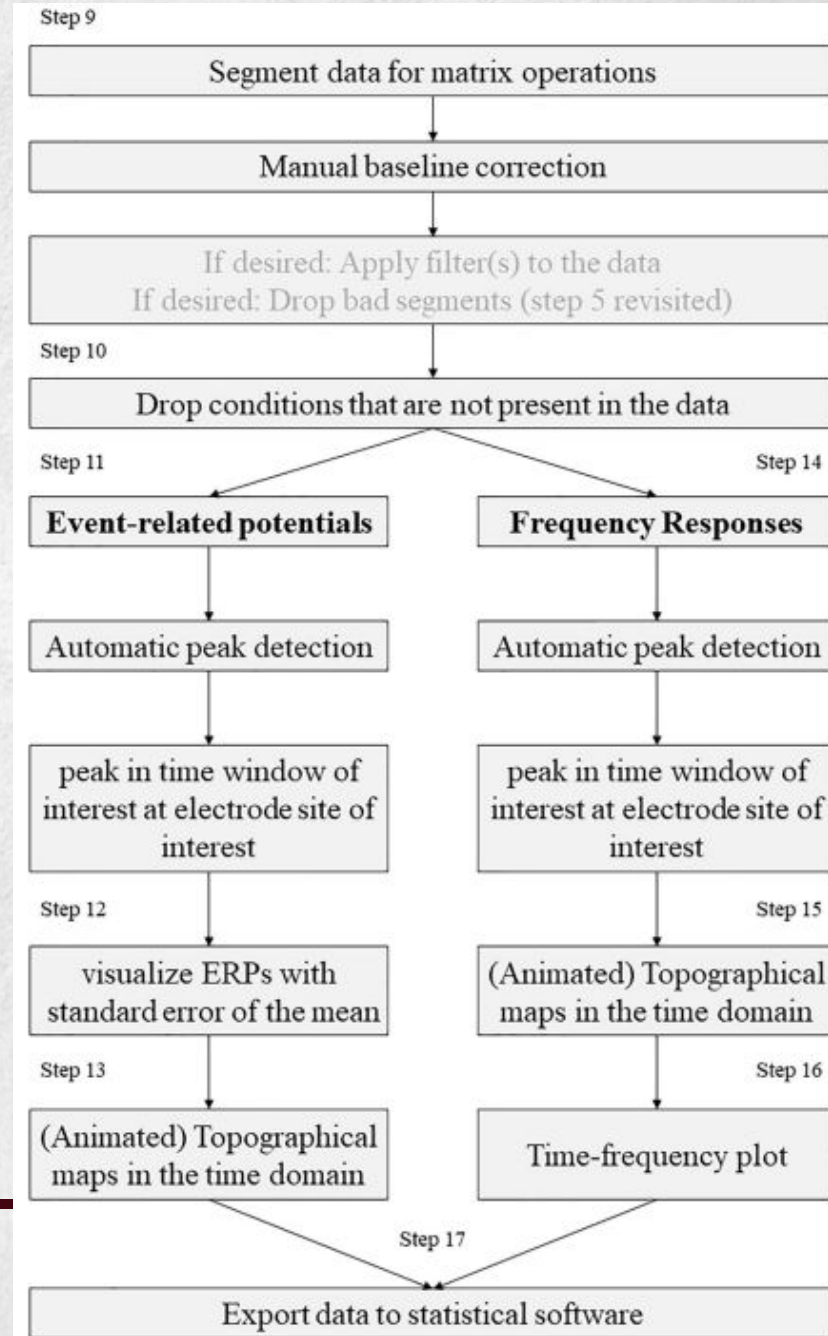 Step 9
Segment data for matrix operations
Manual baseline correction
If desired: Apply filter(s) to the data
If desired: Drop bad segments (step 5 revisited)
Step 10
Drop conditions that are not present in the data
Step 11
Step 14
Event-related potentials
Frequency Responses
Automatic peak detection
Automatic peak detection
peak in time window of
interest at electrode site of
interest
peak in time window of
interest at electrode site of
interest
Step 12
Step 15
visualize ERPs with
standard error of the mean
(Animated) Topographical
maps in the time domain
Step 13
Step 16
(Animated) Topographical
maps in the time domain
Time-frequency plot
Step 17
Export data to statistical software